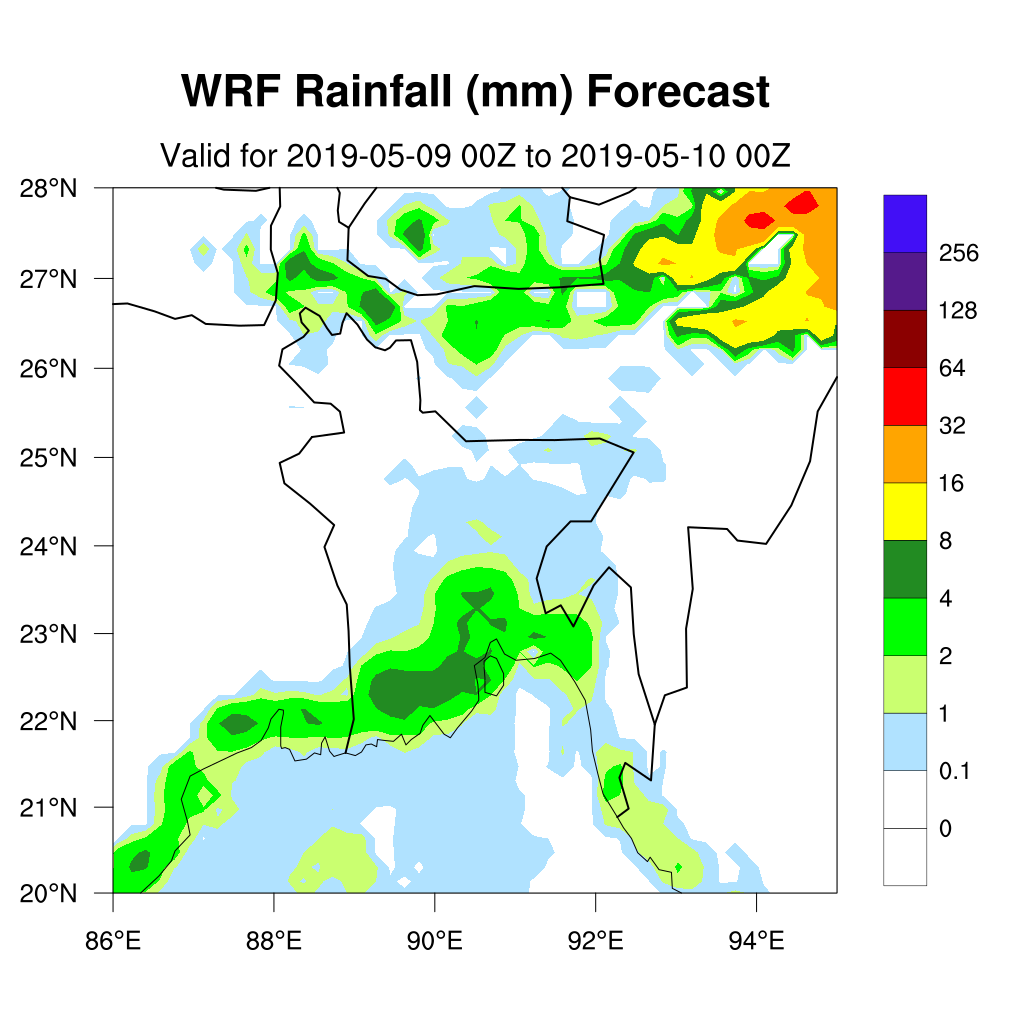 WRF Rainfall (mm) Forecast
Valid for 2019-05-09 00Z to 2019-05-10 00Z
28°N
27°N
26°N
25°N
24°N
23°N
22°N
21°N
20°N
86°E 88°E 90°E 92°E 94°E
256
128
64
32
16
8
4
2
1
0.1
0